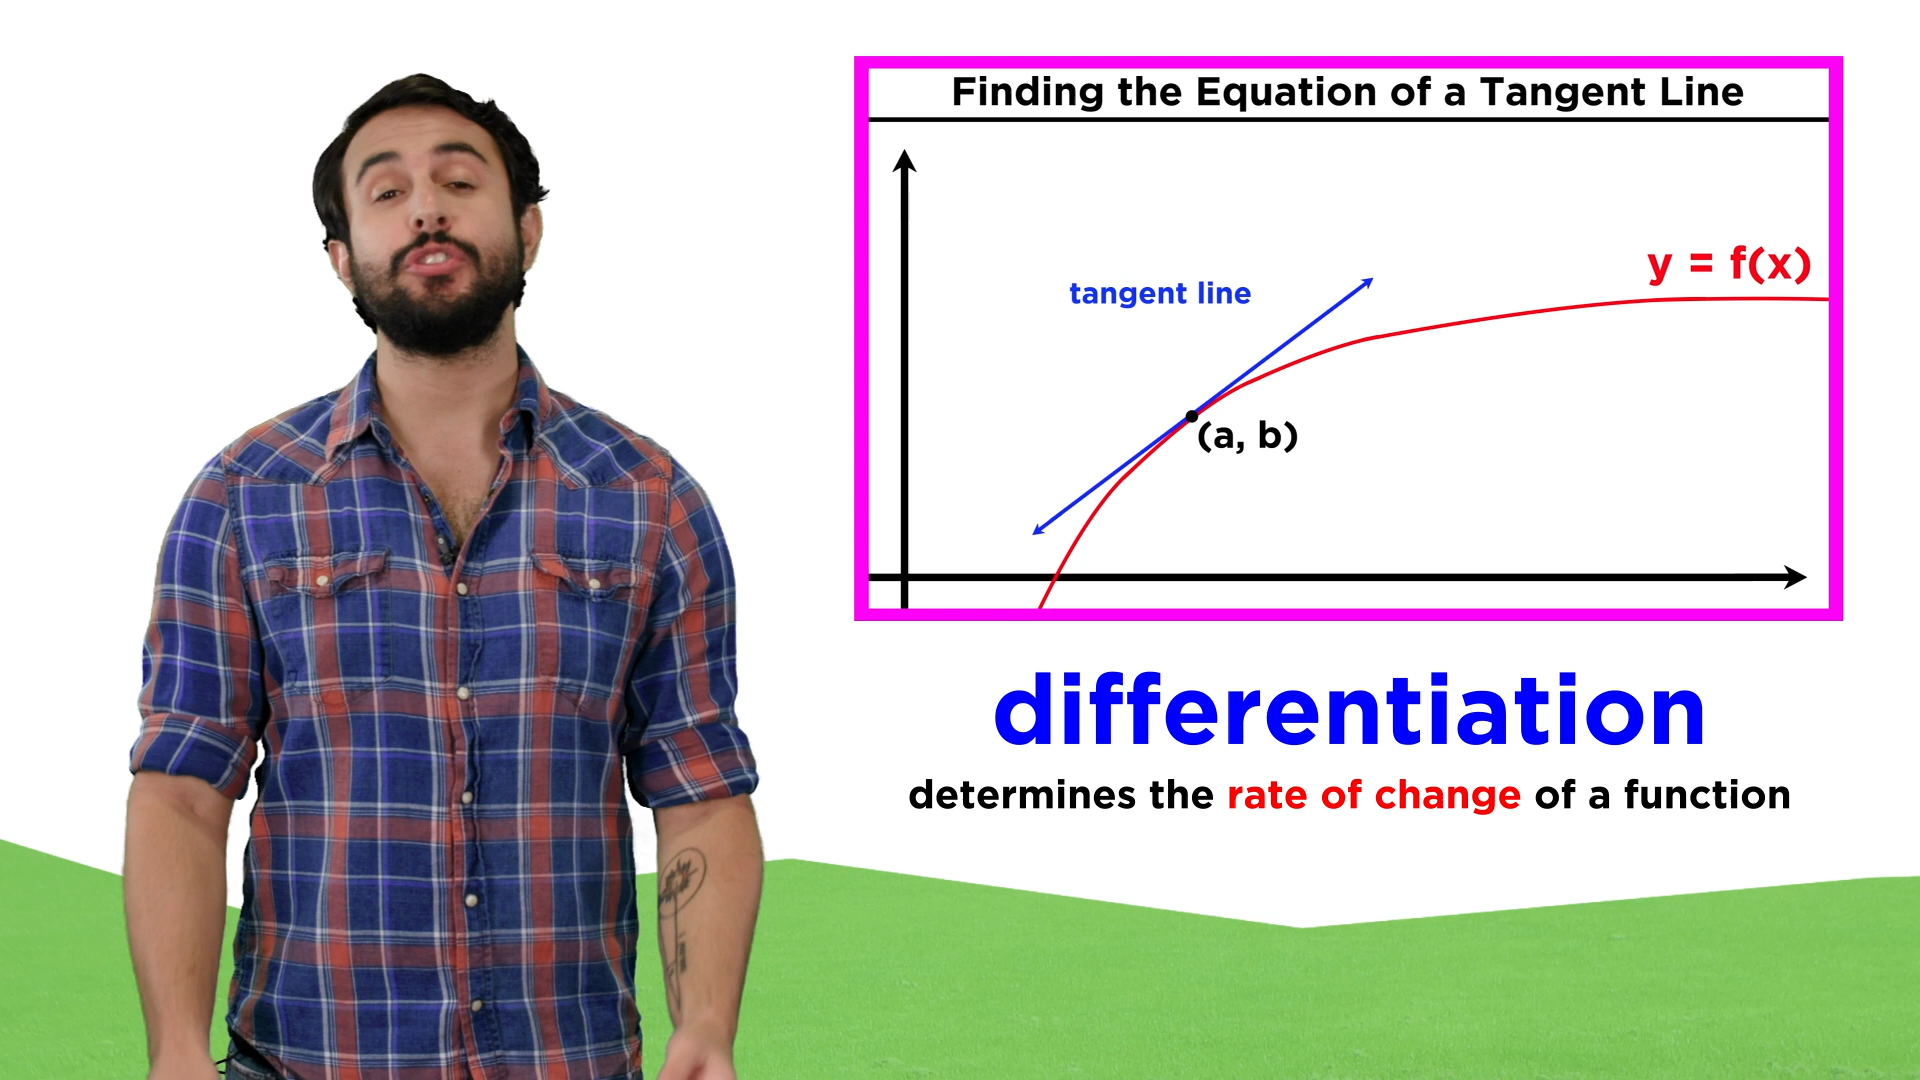 Finding the Equation of a Tangent Line
y = f(x)
tangent line
(a, b)
differentiation
determines the rate of change of a function